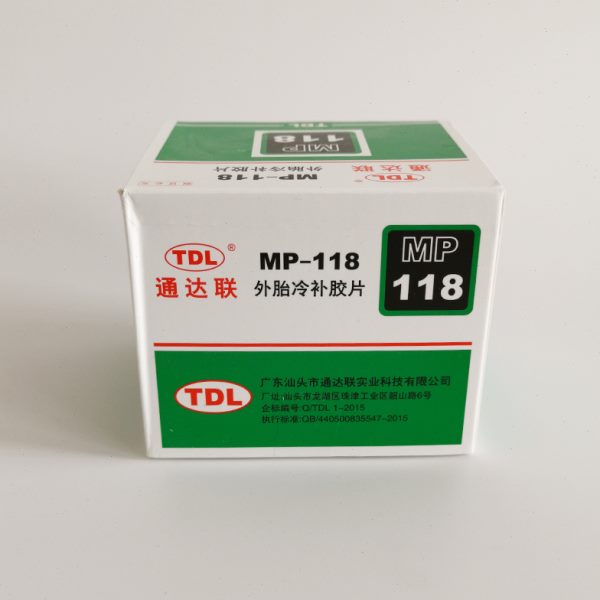 TDL
MP
118
MP-118
外胎冷补胶片
TDL
通达联
TDL ®
通达联
MP-118
外胎冷补胶片
MP
118
TDL
广东汕头市通达联实业科技有限公司
厂址:汕头市龙湖区珠津工业区韶山路6号
企标编号:Q/TDL 1-2015
执行标准:QB/440500835547-2015